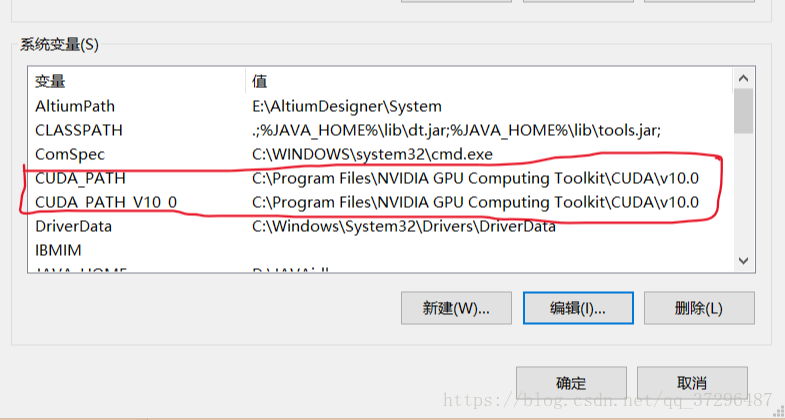 系统变量(S)
变量 值
AltiumPath E:\AltiumDesigner\System
CLASSPATH .;%JAVA_HOME%\lib\dt.jar;%JAVA_HOME%\lib\tools.jar;
ComSpec C:\WINDOWS\system32\cmd.exe
CUDA_PATH C:\Program Files\NVIDIA GPU Computing Toolkit\CUDA\v10.0
CUDA_PATH_V10_0 C:\Program Files\NVIDIA GPU Computing Toolkit\CUDA\v10.0
DriverData C:\Windows\System32\Drivers\DriverData
IBMIM
新建(W)... 编辑(I)... 删除(L)
确定 取消
https://blog.csdn.net/qq_37296487